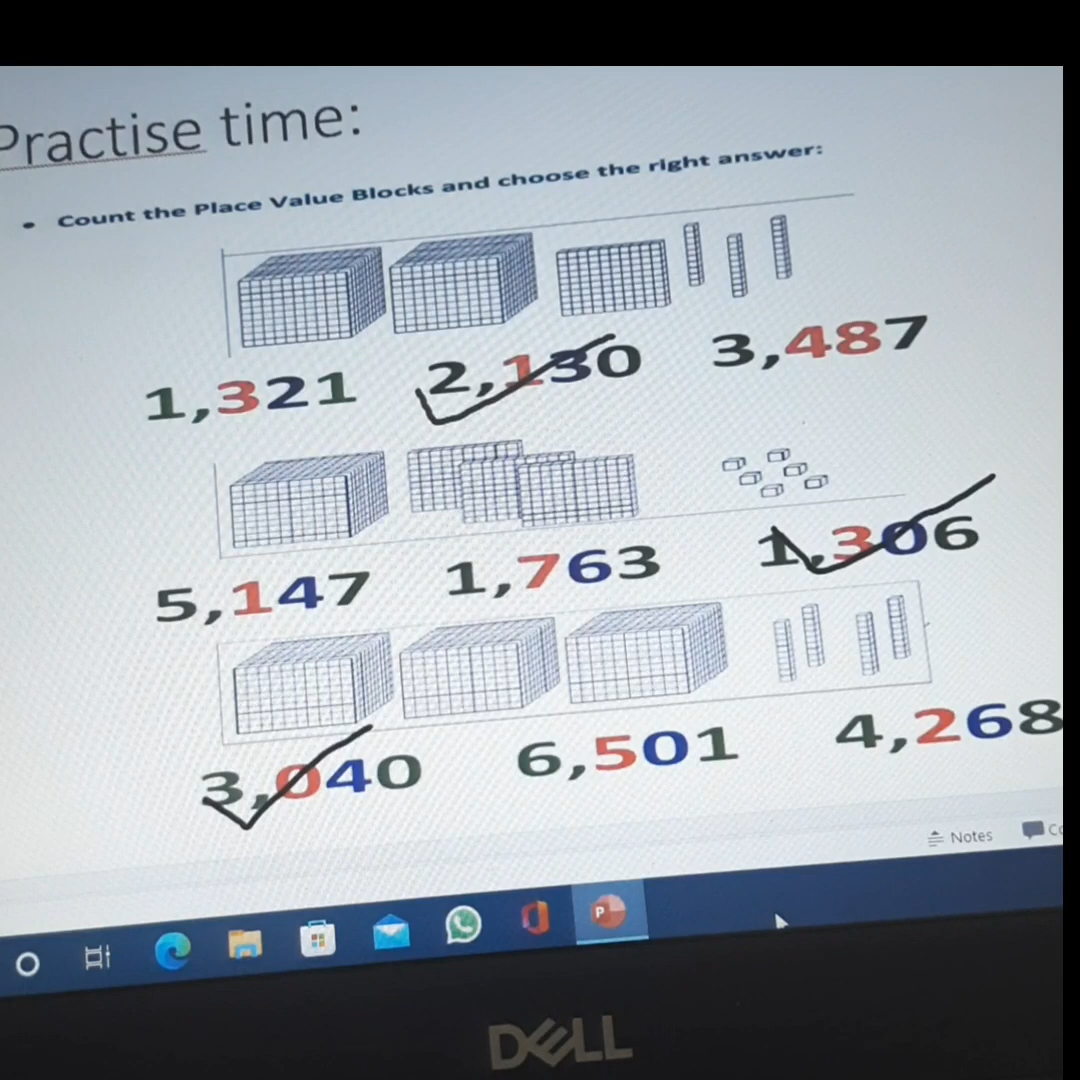 Practise time:
• Count the Place Value Blocks and choose the right answer:
1,321 2,130 3,487
5,147 1,763 1,306
3,040 6,501 4,268
Notes
P
DELL